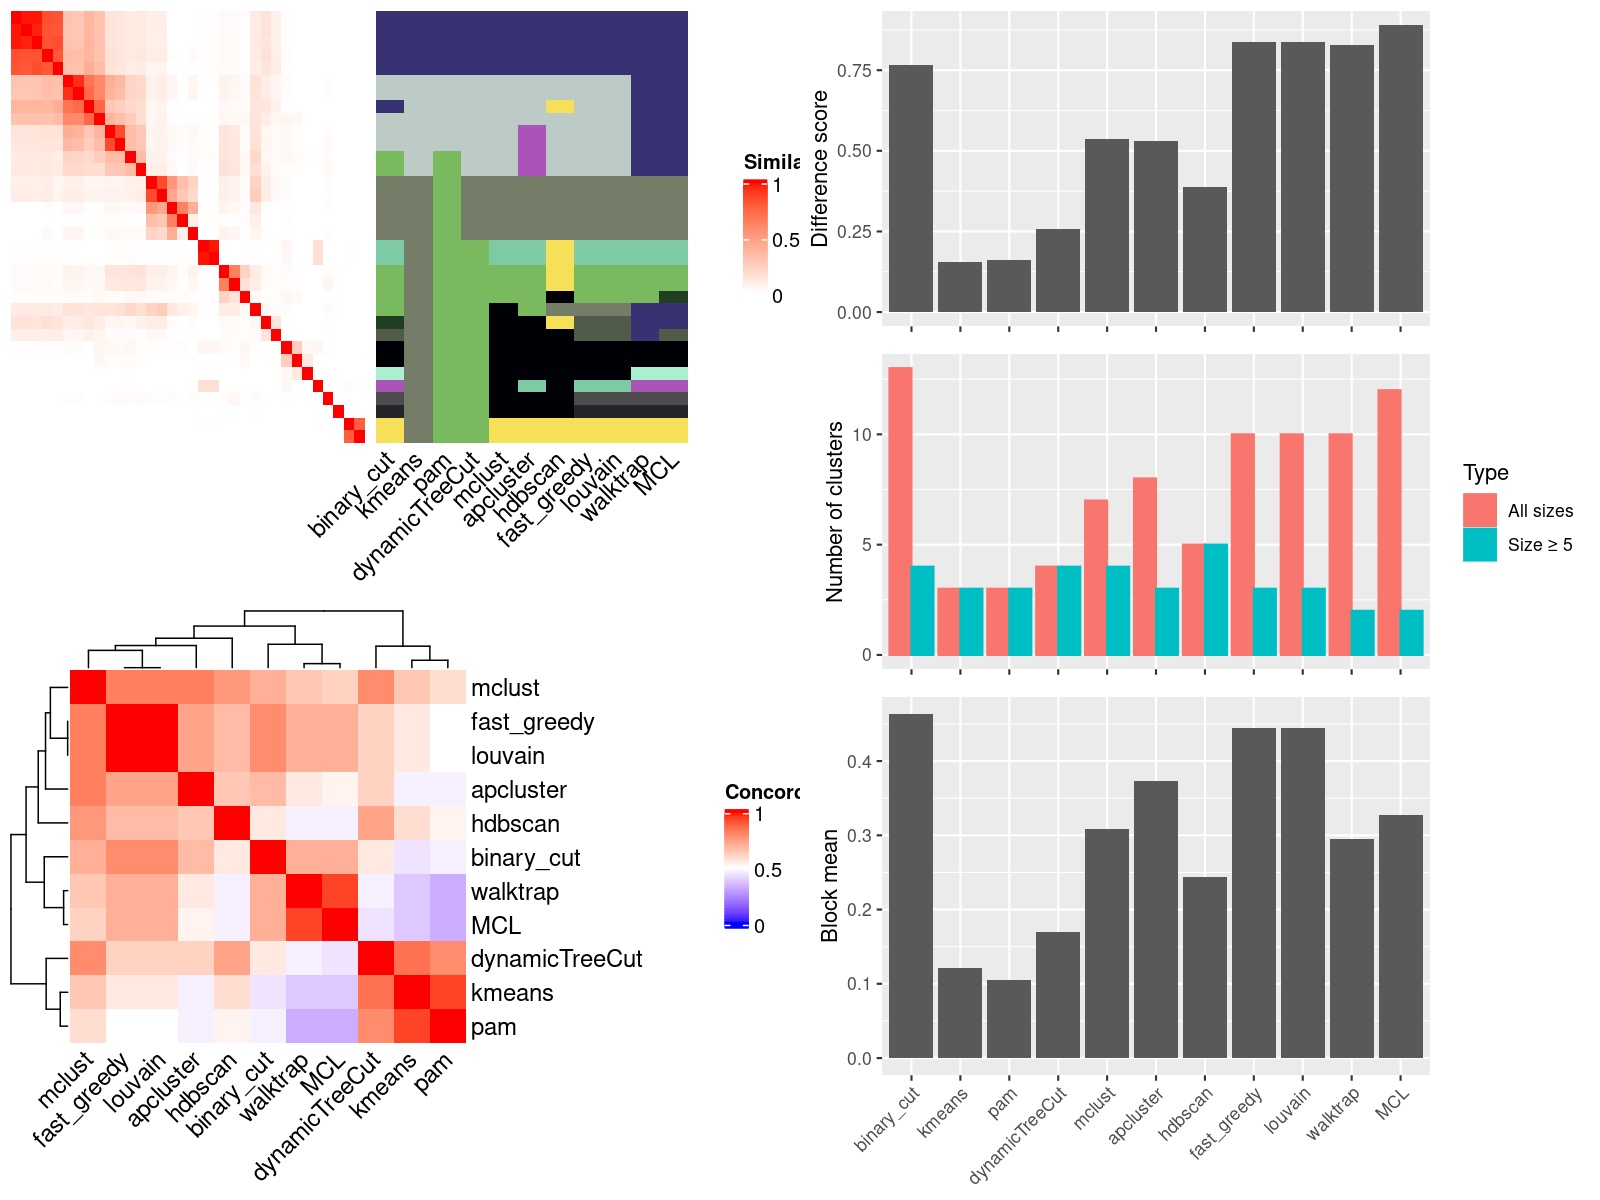 Simila
1
0.5
0
binary_cut
kmeans
pam
dynamicTreeCut
mclust
apcluster
hdbscan
fast_greedy
louvain
walktrap
MCL
mclust
fast_greedy
louvain
apcluster
hdbscan
binary_cut
walktrap
MCL
dynamicTreeCut
kmeans
pam
mclust
fast_greedy
louvain
apcluster
hdbscan
binary_cut
walktrap
MCL
dynamicTreeCut
kmeans
pam
Concord
1
0.5
0
Difference score
0.75
0.50
0.25
0.00
Number of clusters
10
5
0
Type
All sizes
Size ≥ 5
Block mean
0.4
0.3
0.2
0.1
0.0
binary_cut
kmeans
pam
dynamicTreeCut
mclust
apcluster
hdbscan
fast_greedy
louvain
walktrap
MCL